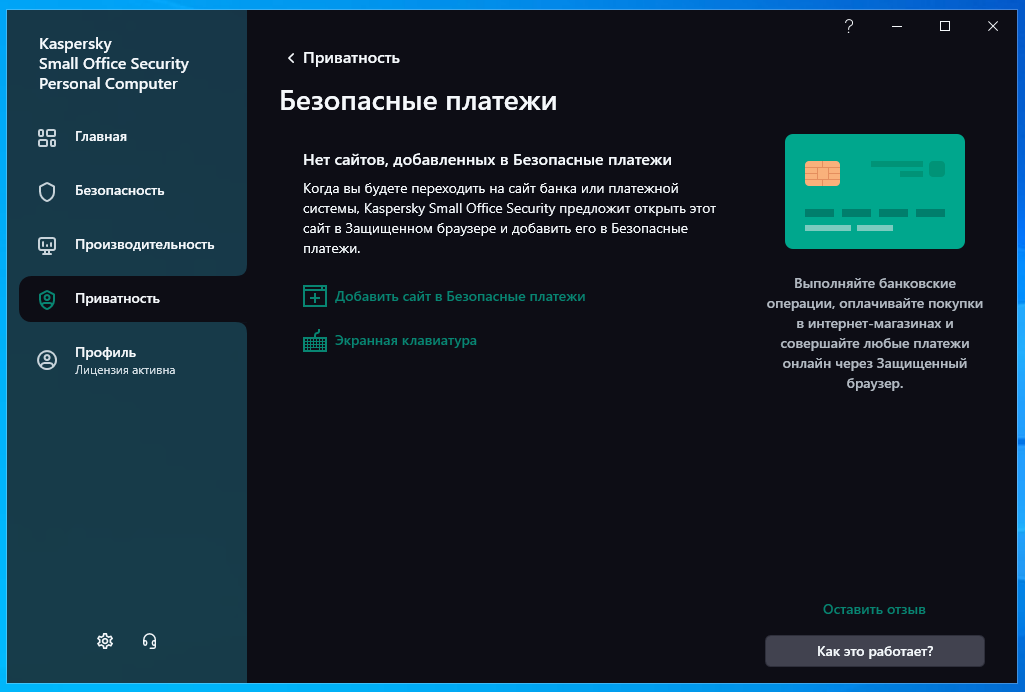 Kaspersky
Small Office Security
Personal Computer
Главная
Безопасность
Производительность
Приватность
Профиль
Лицензия активна
?
Приватность
Безопасные платежи
Нет сайтов, добавленных в Безопасные платежи
Когда вы будете переходить на сайт банка или платежной
системы, Kaspersky Small Office Security предложит открыть этот
сайт в Защищенном браузере и добавить его в Безопасные
платежи.
Добавить сайт в Безопасные платежи
Экранная клавиатура
Выполняйте банковские
операции, оплачивайте покупки
в интернет-магазинах и
совершайте любые платежи
онлайн через Защищенный
браузер.
Оставить отзыв
Как это работает?